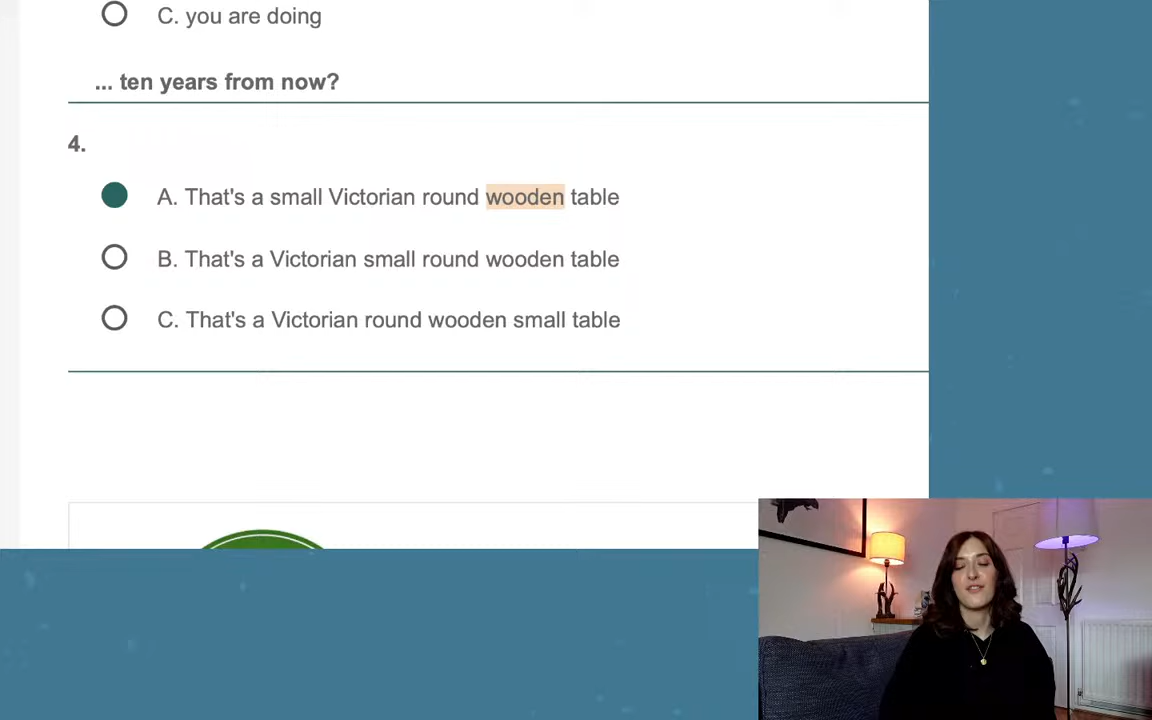 C. you are doing
... ten years from now?
4.
A. That's a small Victorian round wooden table
B. That's a Victorian small round wooden table
C. That's a Victorian round wooden small table